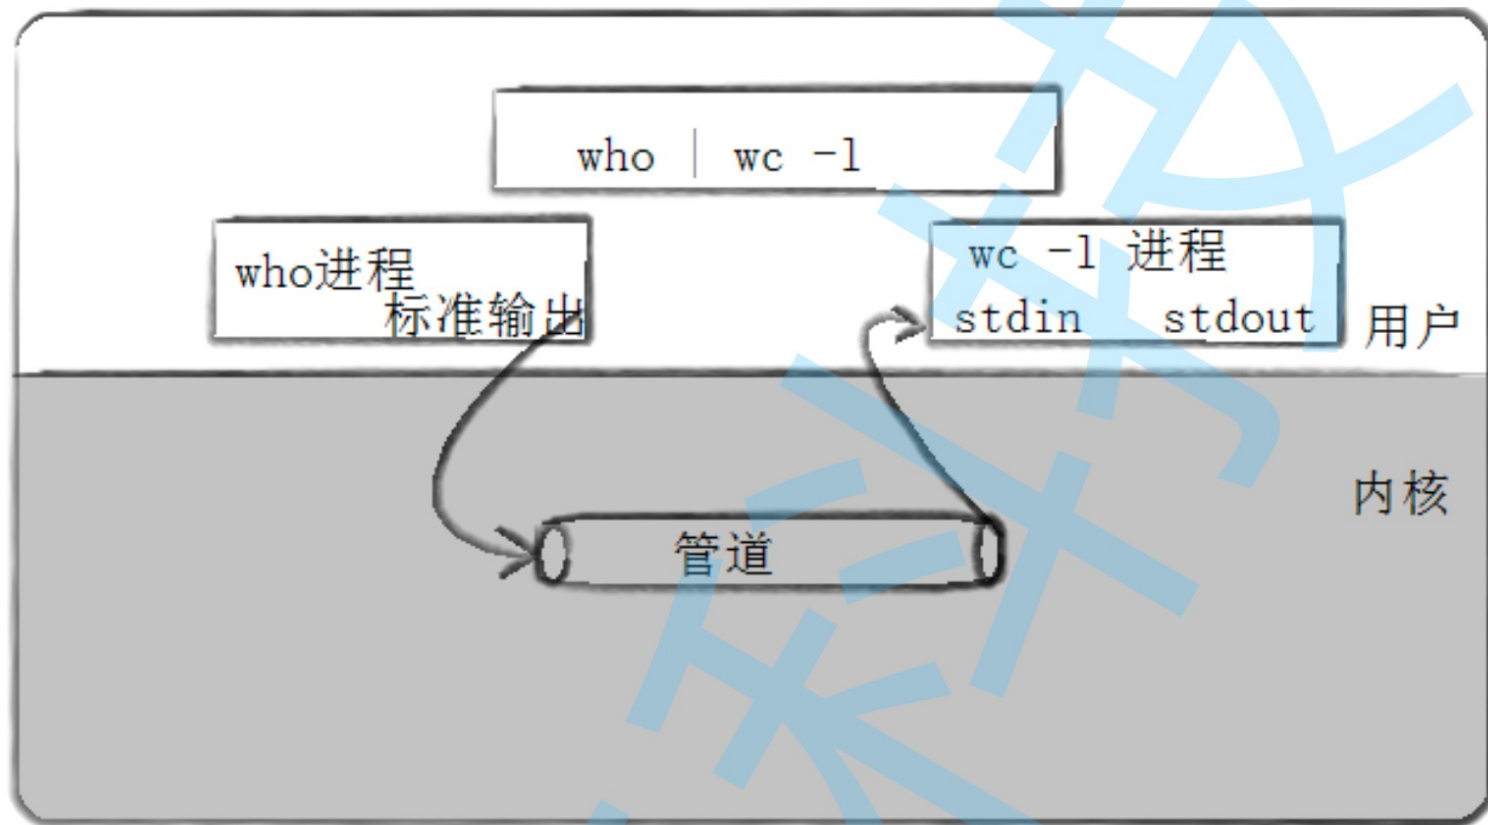 who | wc -l
who进程
标准输出
wc -l 进程
stdin stdout
用户
内核
管道